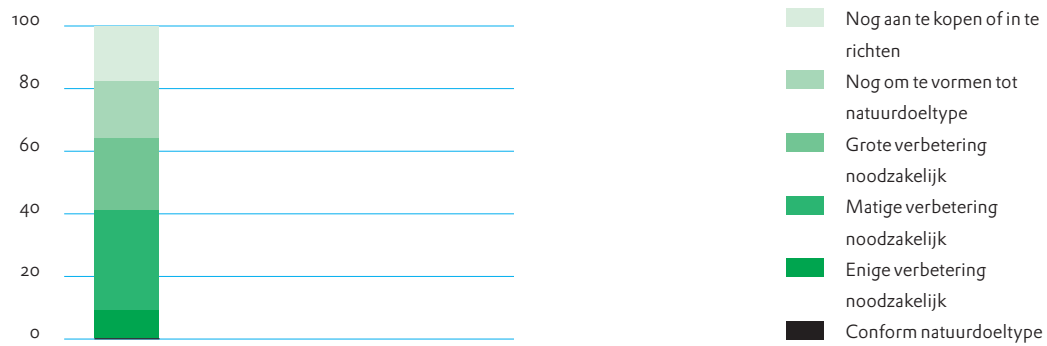 100
80
60
40
20
0
Nog aan te kopen of in te
richten
Nog om te vormen tot
natuurdoeltype
Grote verbetering
noodzakelijk
Matige verbetering
noodzakelijk
Enige verbetering
noodzakelijk
Conform natuurdoeltype